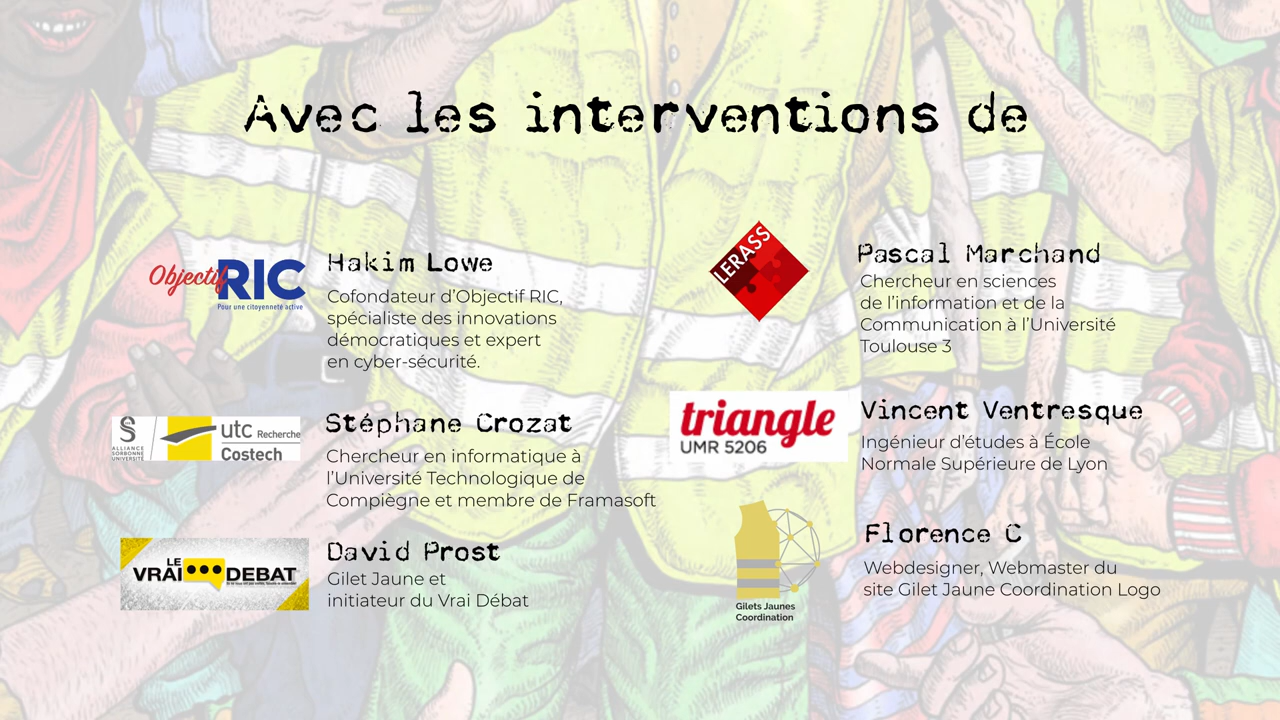 Avec les interventions de
Objectif RIC
Pour une citoyenneté active
Hakim Lowe
Cofondateur d'Objectif RIC,
spécialiste des innovations
démocratiques et expert
en cyber-sécurité.
ALLIANCE
SORBONNE
UNIVERSITÉ
utc Recherche
Costech
Stéphane Crozat
Chercheur en informatique à
l'Université Technologique de
Compiègne et membre de Framasoft
LE
VRAI DEBAT
David Prost
Gilet Jaune et
initiateur du Vrai Débat
LERASS
Pascal Marchand
Chercheur en sciences
de l'information et de la
Communication à l'Université
Toulouse 3
triangle
UMR 5206
Vincent Ventresque
Ingénieur d'études à École
Normale Supérieure de Lyon
Gilets Jaunes
Coordination
Florence C
Webdesigner, Webmaster du
site Gilet Jaune Coordination Logo